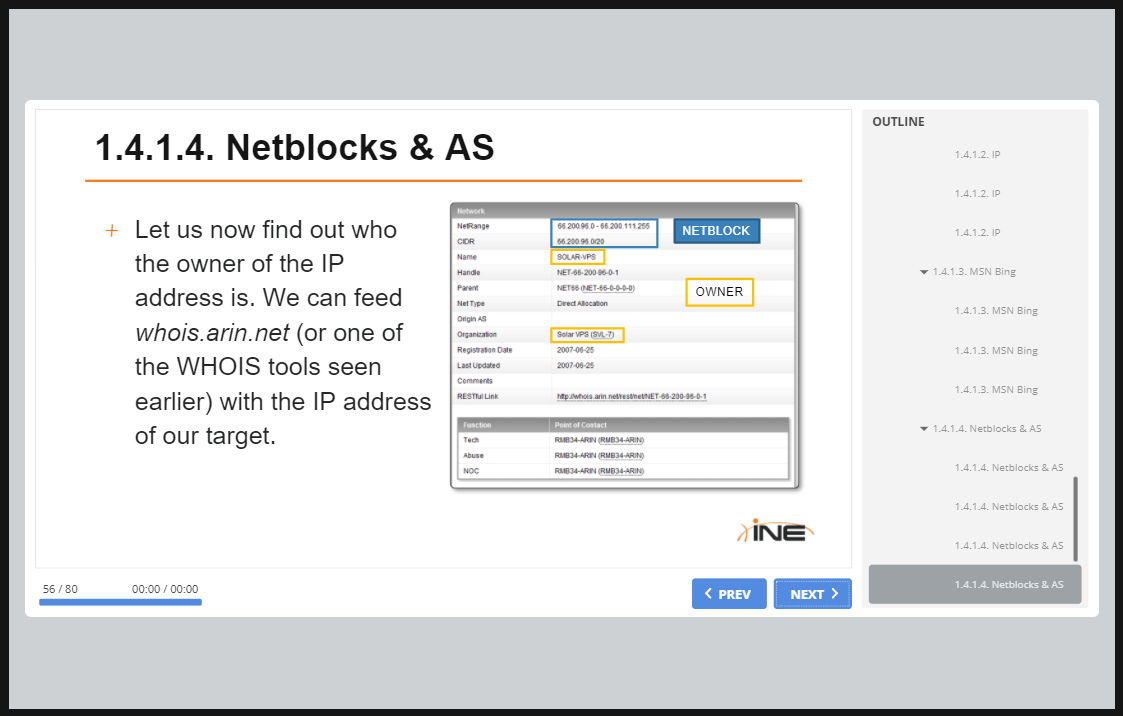 1.4.1.4. Netblocks & AS
+ Let us now find out who
the owner of the IP
address is. We can feed
whois.arin.net (or one of
the WHOIS tools seen
earlier) with the IP address
of our target.
Network
NetRange 66.200.96.0 - 66.200.111.255
CIDR 66.200.96.0/20
NETBLOCK
Name SOLAR-VPS
Handle NET-66-200-96-0-1
Parent NET66 (NET-66-0-0-0-0)
OWNER
Net Type Direct Allocation
Origin AS
Organization Solar VPS (SVL-7)
Registration Date 2007-06-25
Last Updated 2007-06-25
Comments
RESTful Link http://whois.arin.net/rest/net/NET-66-200-96-0-1
Function Point of Contact
Tech RMB34-ARIN (RMB34-ARIN)
Abuse RMB34-ARIN (RMB34-ARIN)
NOC RMB34-ARIN (RMB34-ARIN)
INE
56 / 80 00:00 / 00:00
PREV NEXT
OUTLINE
1.4.1.2. IP
1.4.1.2. IP
1.4.1.2. IP
1.4.1.3. MSN Bing
1.4.1.3. MSN Bing
1.4.1.3. MSN Bing
1.4.1.3. MSN Bing
1.4.1.4. Netblocks & AS
1.4.1.4. Netblocks & AS
1.4.1.4. Netblocks & AS
1.4.1.4. Netblocks & AS
1.4.1.4. Netblocks & AS